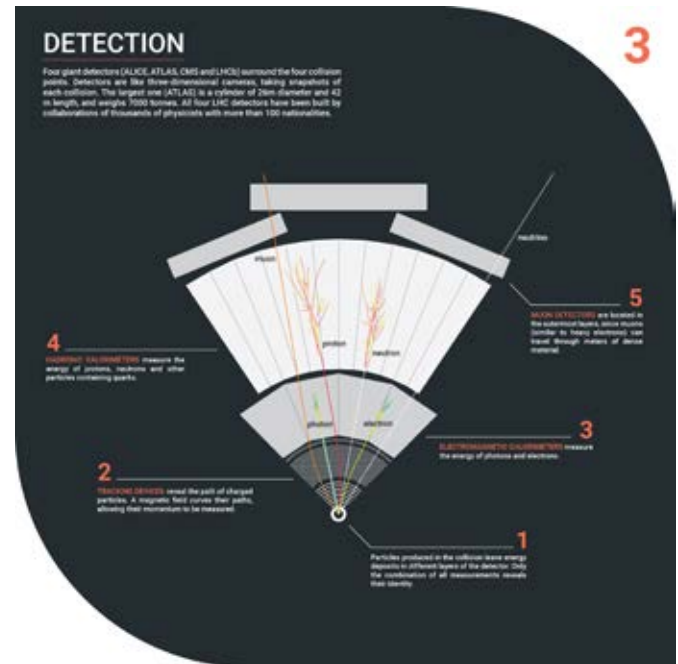 DETECTION
3
Four giant detectors (ALICE, ATLAS, CMS and LHCb) surround the four collision
points. Detectors are like three-dimensional cameras, taking snapshots of
each collision. The largest one (ATLAS) is a cylinder of 26m diameter and 42
m length, and weighs 7000 tonnes. All four LHC detectors have been built by
collaborations of thousands of physicists with more than 100 nationalities.
neutrino
muon
proton
neutron
photon
electron
5
MUON DETECTORS are located in
the outermost layers, since muons
(similar to heavy electrons) can
travel through meters of dense
material.
4
HADRONIC CALORIMETERS measure the
energy of protons, neutrons and other
particles containing quarks.
3
ELECTROMAGNETIC CALORIMETERS measure
the energy of photons and electrons.
2
TRACKING DEVICES reveal the path of charged
particles. A magnetic field curves their paths,
allowing their momentum to be measured.
1
Particles produced in the collision leave energy
deposits in different layers of the detector. Only
the combination of all measurements reveals
their identity.